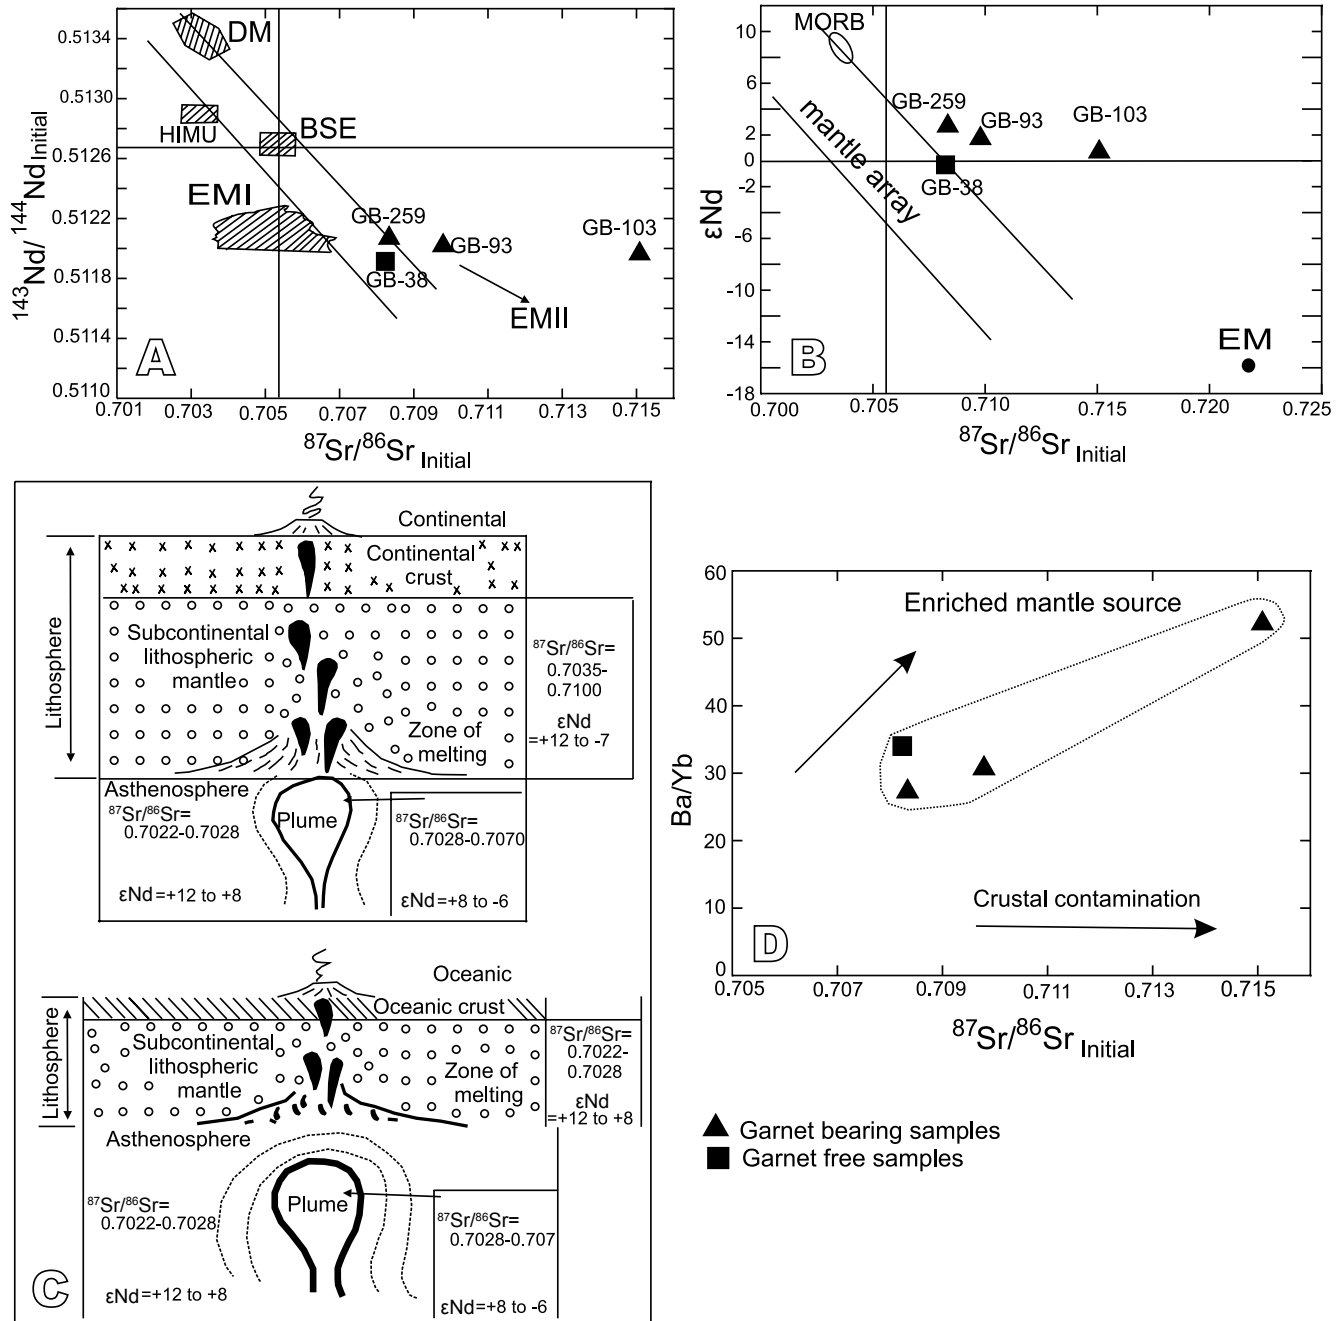 0.5134
0.5130
0.5126
0.5122
0.5118
0.5114
0.5110
143Nd/ 144Nd Initial
DM
HIMU
BSE
EMI
GB-259
GB-93
GB-103
GB-38
EMII
A
0.701
0.703
0.705
0.707
0.709
0.711
0.713
0.715
87Sr/86Sr Initial
10
6
2
0
-2
-6
-10
-14
-18
εNd
MORB
mantle array
GB-259
GB-93
GB-103
GB-38
EM
B
0.700
0.705
0.710
0.715
0.720
0.725
87Sr/86Sr Initial
Continental
Continental
crust
Lithosphere
Subcontinental
lithospheric
mantle
Zone of
melting
87Sr/86Sr=
0.7035-
0.7100
εNd
=+12 to -7
Asthenosphere
87Sr/86Sr=
0.7022-0.7028
εNd=+12 to +8
Plume
87Sr/86Sr=
0.7028-0.7070
εNd=+8 to -6
Oceanic
Oceanic crust
Lithosphere
Subcontinental
lithospheric
mantle
Zone of
melting
87Sr/86Sr=
0.7022-
0.7028
εNd
=+12 to +8
Asthenosphere
87Sr/86Sr=
0.7022-0.7028
εNd=+12 to +8
Plume
87Sr/86Sr=
0.7028-0.707
εNd=+8 to -6
C
60
50
40
30
20
10
0
Ba/Yb
Enriched mantle source
Crustal contamination
D
0.705
0.707
0.709
0.711
0.713
0.715
87Sr/86Sr Initial
Garnet bearing samples
Garnet free samples